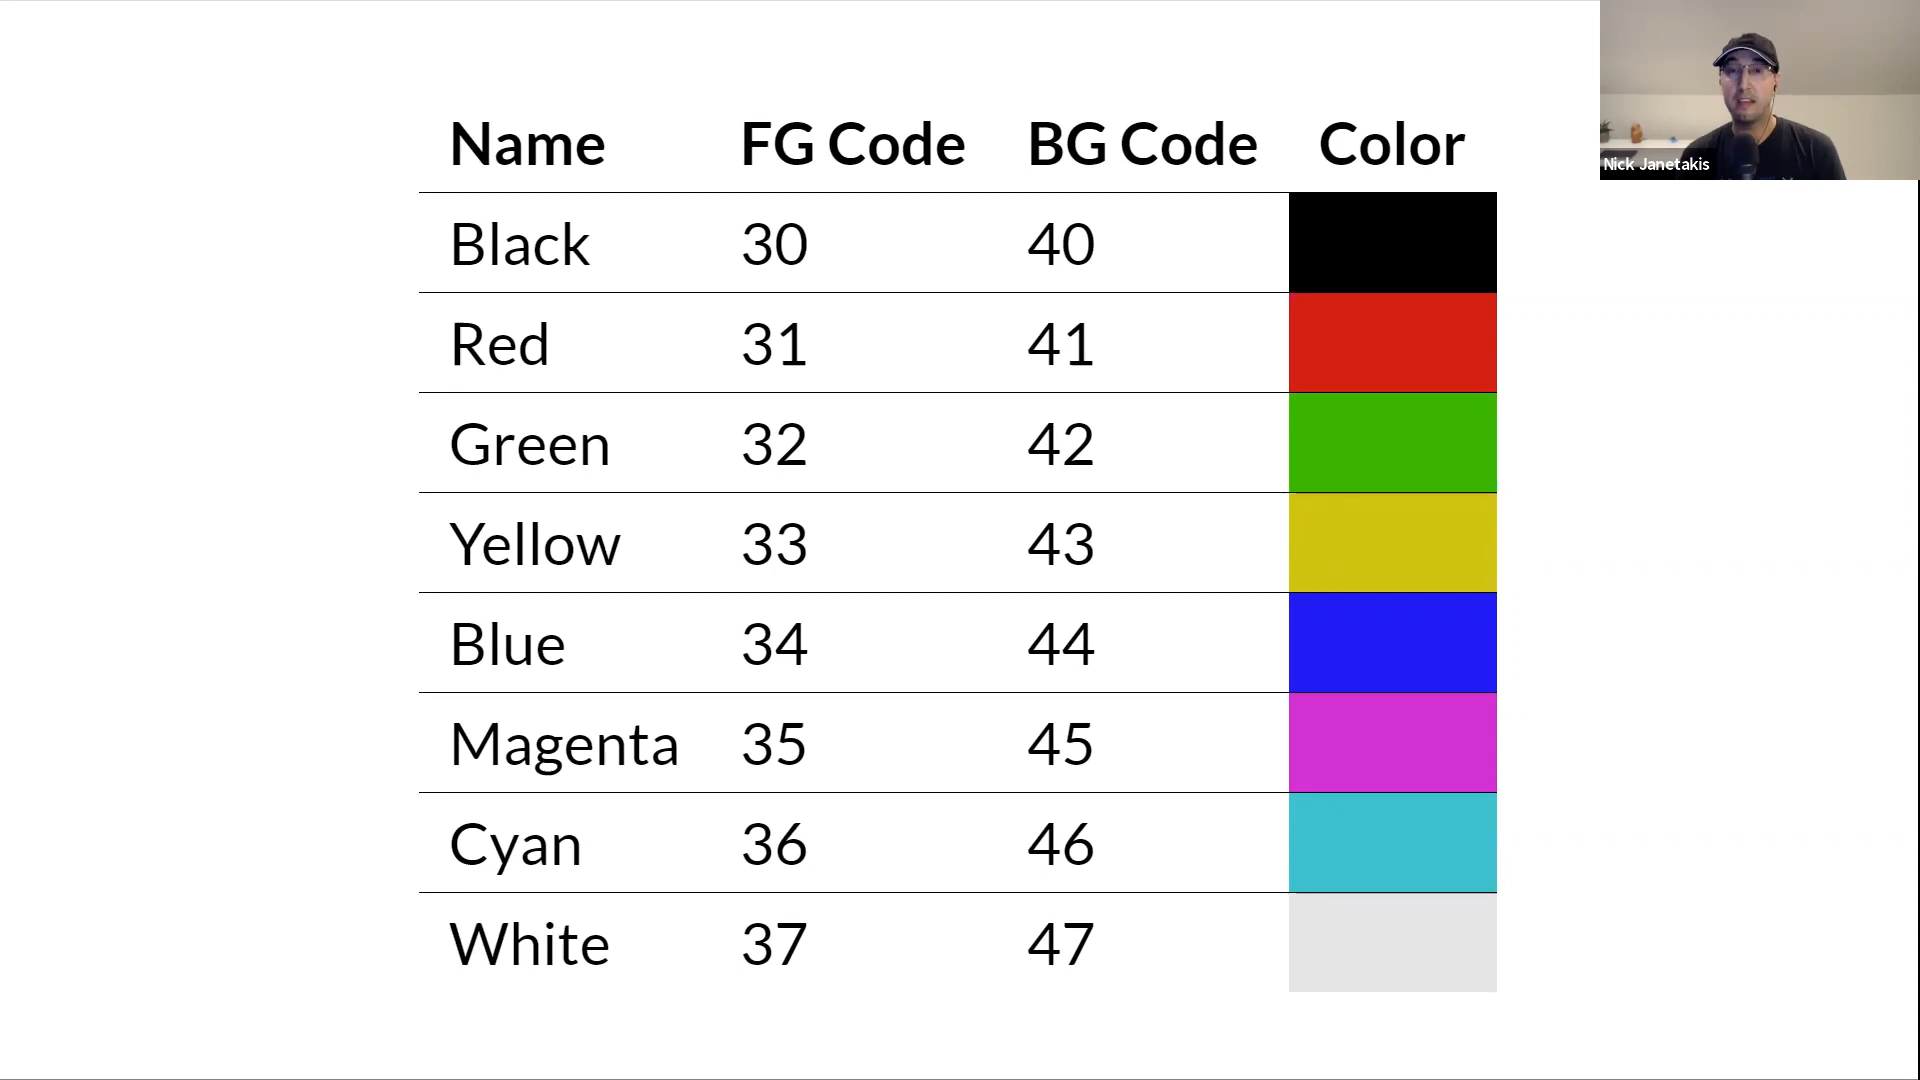 Name FG Code BG Code Color
Black 30 40
Red 31 41
Green 32 42
Yellow 33 43
Blue 34 44
Magenta 35 45
Cyan 36 46
White 37 47
Nick Janetakis